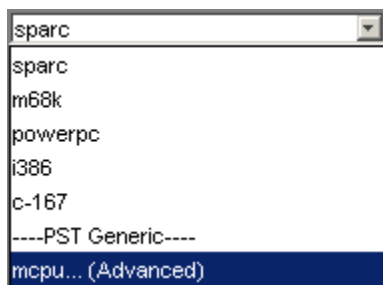 sparc
sparc
m68k
powerpc
i386
c-167
----PST Generic----
mcpu... (Advanced)